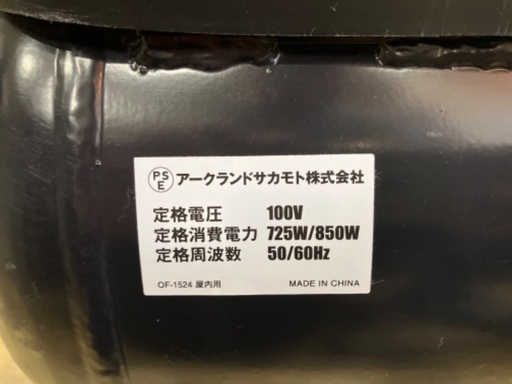 PSE アークランドサカモト株式会社
定格電圧 100V
定格消費電力 725W/850W
定格周波数 50/60Hz
OF-1524 屋内用 MADE IN CHINA